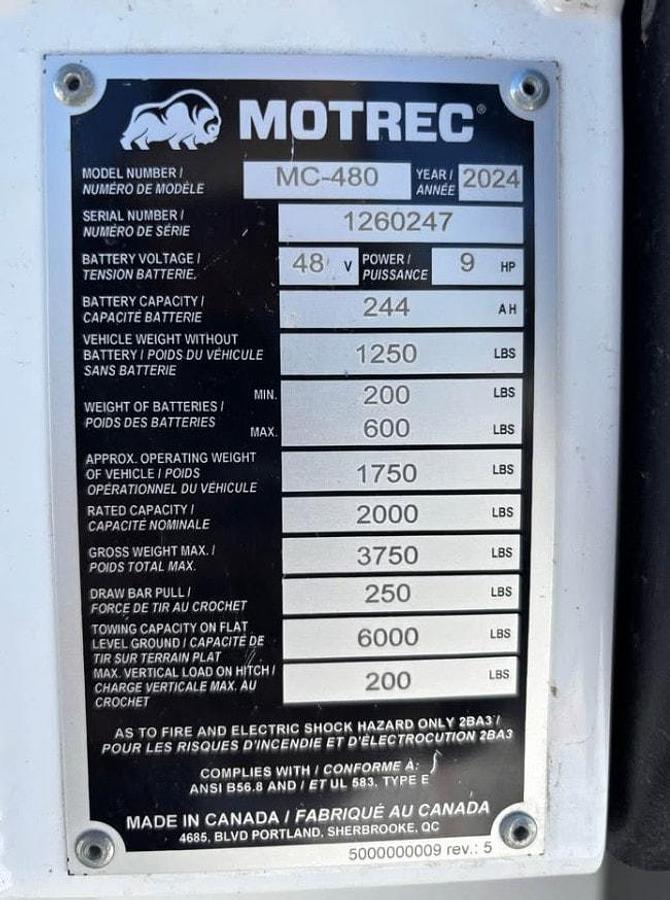 MOTREC®
MODEL NUMBER / MC-480 YEAR / 2024
NUMÉRO DE MODÈLE ANNÉE
SERIAL NUMBER / 1260247
NUMÉRO DE SÉRIE
BATTERY VOLTAGE / 48 V POWER / 9 HP
TENSION BATTERIE. PUISSANCE
BATTERY CAPACITY / 244 AH
CAPACITÉ BATTERIE
VEHICLE WEIGHT WITHOUT
BATTERY / POIDS DU VÉHICULE 1250 LBS
SANS BATTERIE
MIN. 200 LBS
WEIGHT OF BATTERIES /
POIDS DES BATTERIES
MAX. 600 LBS
APPROX. OPERATING WEIGHT
OF VEHICLE / POIDS 1750 LBS
OPÉRATIONNEL DU VÉHICULE
RATED CAPACITY / 2000 LBS
CAPACITÉ NOMINALE
GROSS WEIGHT MAX. / 3750 LBS
POIDS TOTAL MAX.
DRAW BAR PULL / 250 LBS
FORCE DE TIR AU CROCHET
TOWING CAPACITY ON FLAT
LEVEL GROUND / CAPACITÉ DE 6000 LBS
TIR SUR TERRAIN PLAT
MAX. VERTICAL LOAD ON HITCH /
CHARGE VERTICALE MAX. AU 200 LBS
CROCHET
AS TO FIRE AND ELECTRIC SHOCK HAZARD ONLY 2BA3 /
POUR LES RISQUES D'INCENDIE ET D'ÉLECTROCUTION 2BA3
COMPLIES WITH / CONFORME À:
ANSI B56.8 AND / ET UL 583, TYPE E
MADE IN CANADA / FABRIQUÉ AU CANADA
4685, BLVD PORTLAND, SHERBROOKE, QC
5000000009 rev.: 5